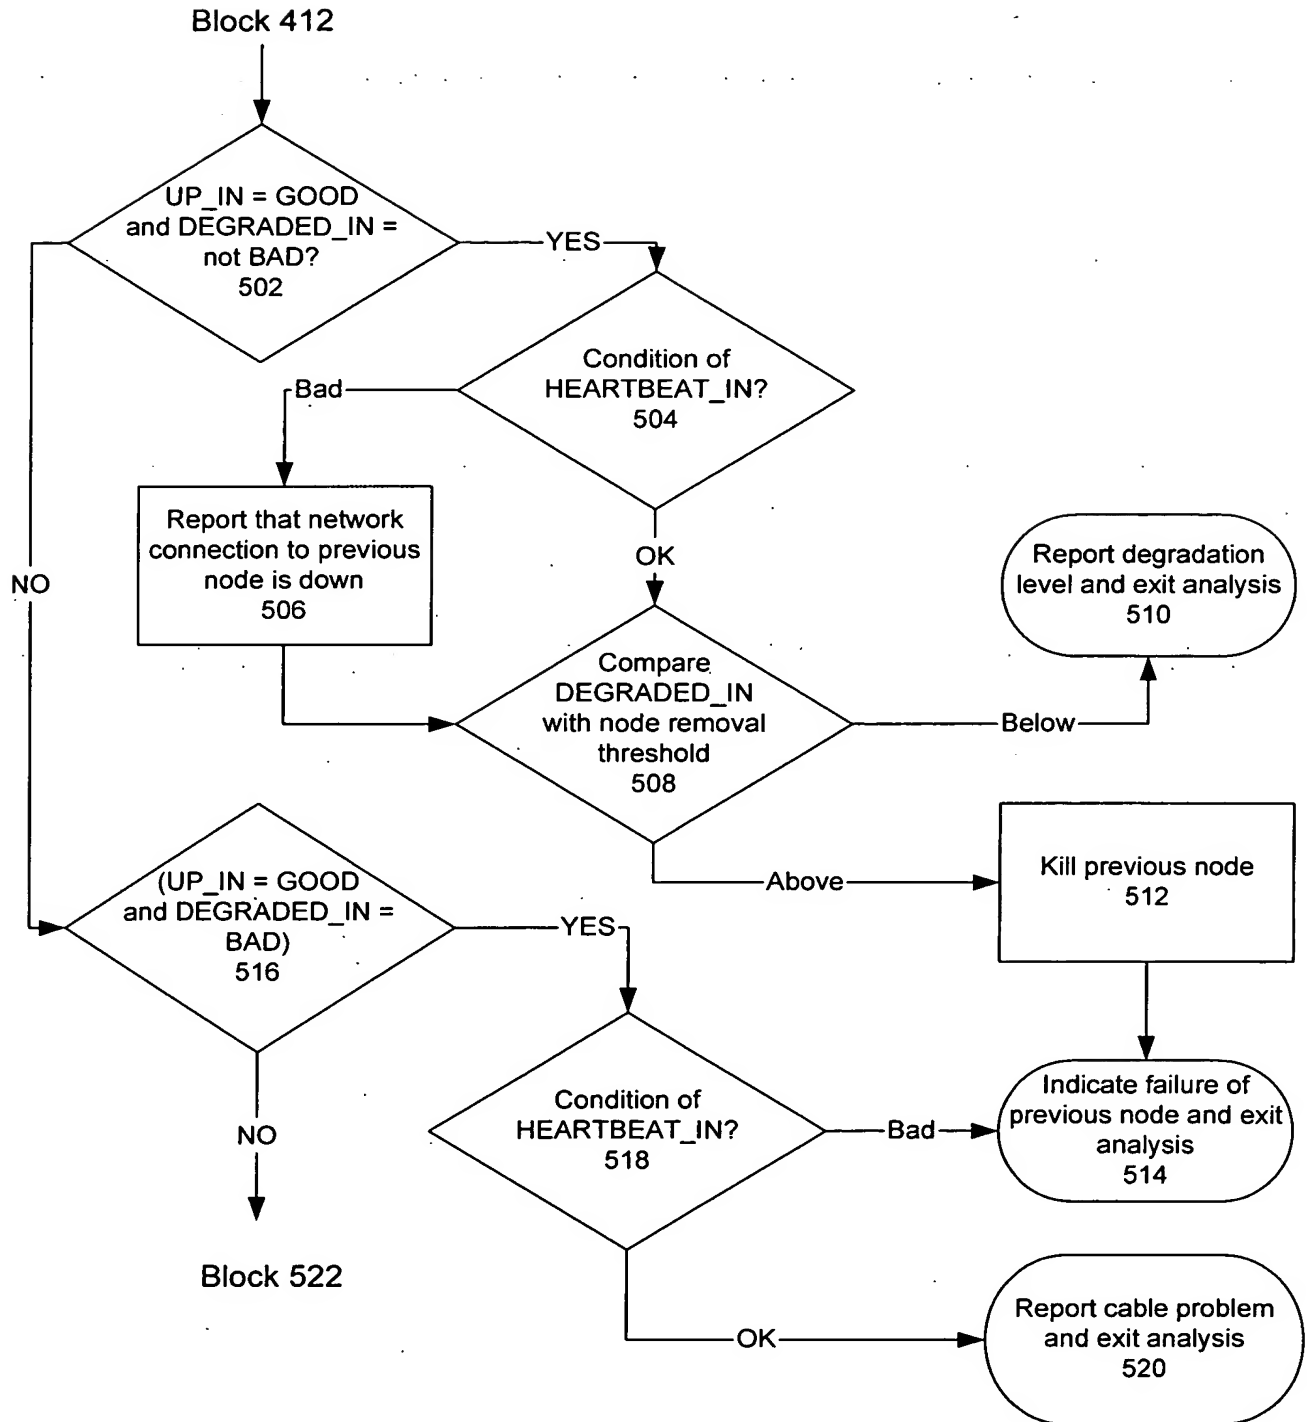 Block 412
UP_IN = GOOD
and DEGRADED_IN =
not BAD?
502
YES
Condition of
HEARTBEAT_IN?
504
Bad
Report that network
connection to previous
node is down
506
NO
OK
Report degradation
level and exit analysis
510
Compare
DEGRADED_IN
with node removal
threshold
508
Below
Above
Kill previous node
512
(UP_IN = GOOD
and DEGRADED_IN =
BAD)
516
YES
Condition of
HEARTBEAT_IN?
518
Bad
Indicate failure of
previous node and exit
analysis
514
NO
Block 522
OK
Report cable problem
and exit analysis
520